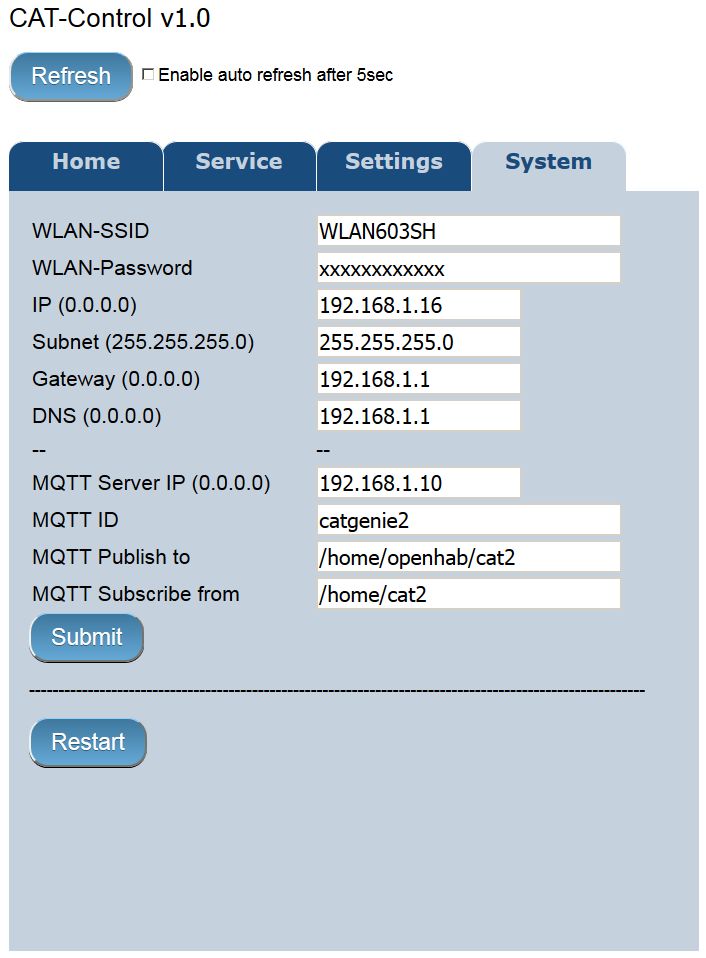 CAT-Control v1.0
Refresh Enable auto refresh after 5sec
Home Service Settings System
WLAN-SSID WLAN603SH
WLAN-Password xxxxxxxxxxxx
IP (0.0.0.0) 192.168.1.16
Subnet (255.255.255.0) 255.255.255.0
Gateway (0.0.0.0) 192.168.1.1
DNS (0.0.0.0) 192.168.1.1
-- --
MQTT Server IP (0.0.0.0) 192.168.1.10
MQTT ID catgenie2
MQTT Publish to /home/openhab/cat2
MQTT Subscribe from /home/cat2
Submit
---------------------------------------------------------------------------------------------------------
Restart